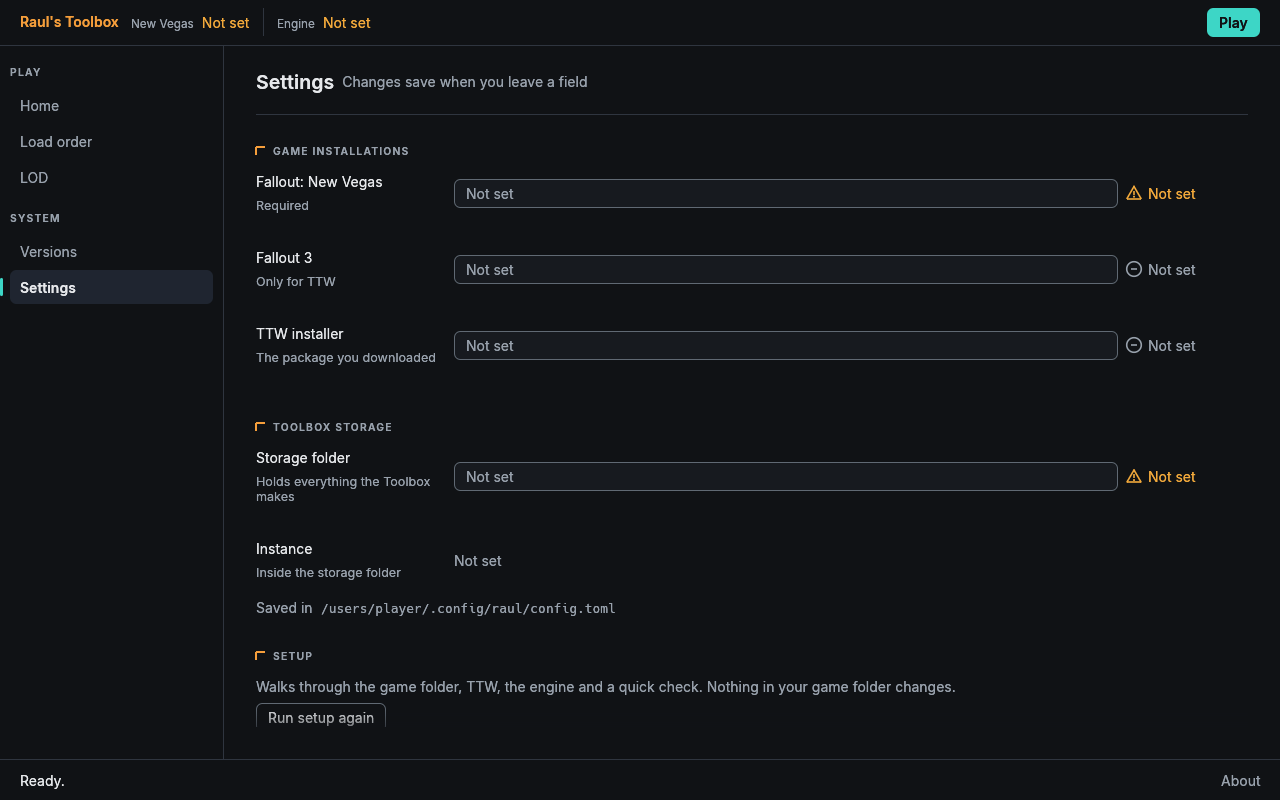 Raul's Toolbox New Vegas Not set Engine Not set Play
PLAY
Home
Load order
LOD
SYSTEM
Versions
Settings
Settings Changes save when you leave a field
GAME INSTALLATIONS
Fallout: New Vegas
Required
Not set
Not set
Fallout 3
Only for TTW
Not set
Not set
TTW installer
The package you downloaded
Not set
Not set
TOOLBOX STORAGE
Storage folder
Holds everything the Toolbox
makes
Not set
Not set
Instance
Inside the storage folder
Not set
Saved in /users/player/.config/raul/config.toml
SETUP
Walks through the game folder, TTW, the engine and a quick check. Nothing in your game folder changes.
Run setup again
Ready.
About